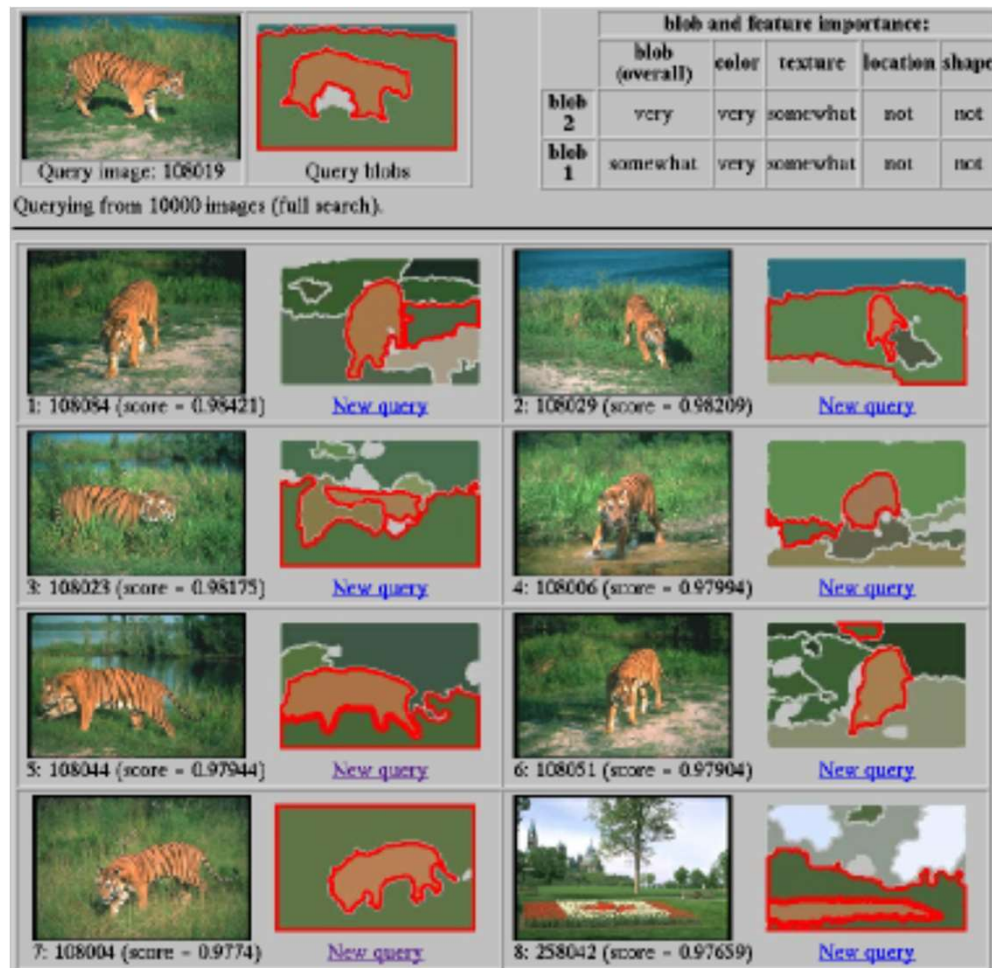 blob and feature importance:
blob (overall) color texture location shape
blob 2 very very somewhat not not
blob 1 somewhat very somewhat not not
Query image: 108019 Query blobs
Querying from 10000 images (full search).
1: 108084 (score = 0.98421) New query 2: 108029 (score = 0.98209) New query
3: 108023 (score = 0.98175) New query 4: 108006 (score = 0.97994) New query
5: 108044 (score = 0.97944) New query 6: 108051 (score = 0.97904) New query
7: 108004 (score = 0.9774) New query 8: 258042 (score = 0.97659) New query